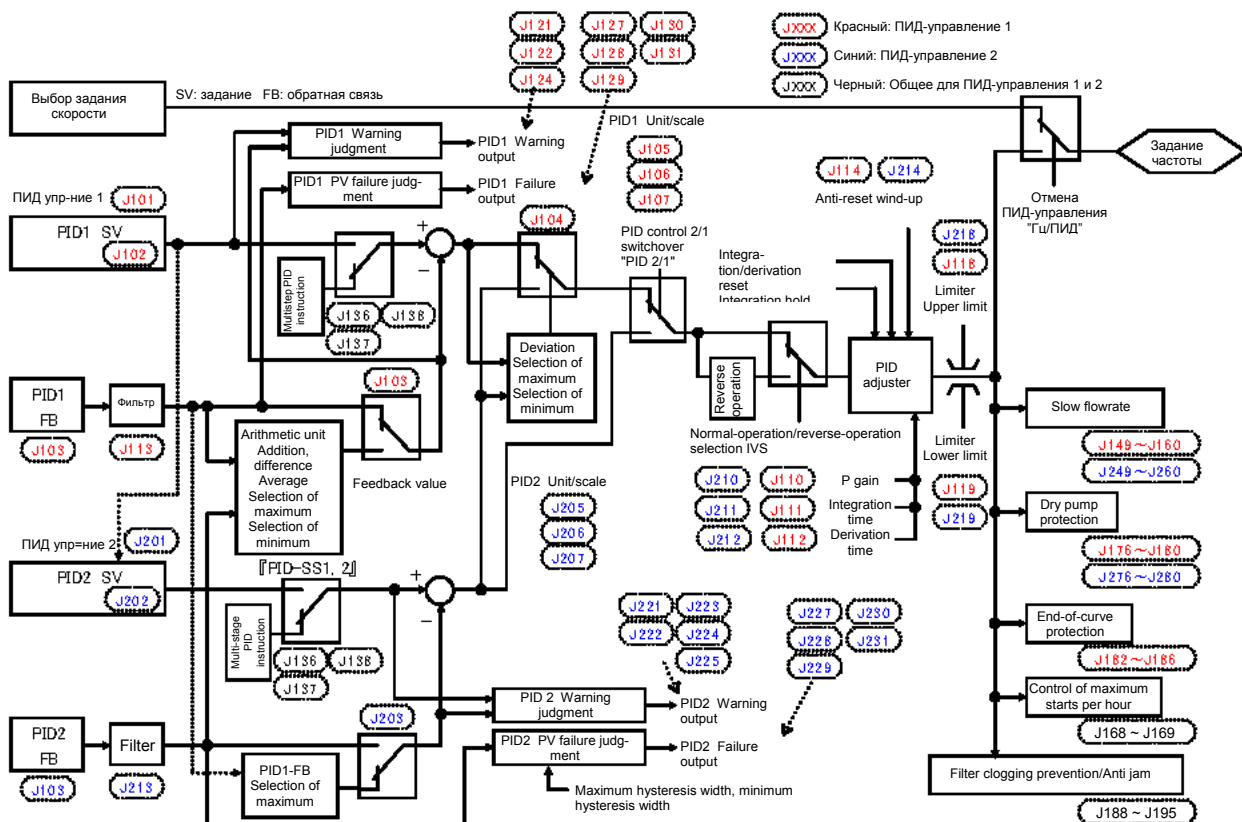 J121 J127 J130
J122 J128 J131
J124 J129
JXXX Красный: ПИД-управление 1
JXXX Синий: ПИД-управление 2
JXXX Черный: Общее для ПИД-управления 1 и 2
Выбор задания
скорости
SV: задание FB: обратная связь
PID1 Warning
judgment
PID1 Warning
output
PID1 PV failure judg-
ment
PID1 Failure
output
PID1 Unit/scale
J105
J106
J107
J114 J214
Anti-reset wind-up
Задание
частоты
Отмена
ПИД-управления
"Гц/ПИД"
ПИД упр-ние 1 J101
PID1 SV
J102
Multistep PID
instruction
J136 J138
J137
+
−
J104
PID control 2/1
switchover
"PID 2/1"
Integra-
tion/derivation
reset
Integration hold
J218
J118
Limiter
Upper limit
Deviation
Selection of
maximum
Selection of
minimum
Reverse
operation
PID
adjuster
PID1
FB
J103
Фильтр
J113
J103
Arithmetic unit
Addition,
difference
Average
Selection of
maximum
Selection of
minimum
Feedback value
Normal-operation/reverse-operation
selection IVS
Limiter
Lower limit
J119
J219
Slow flowrate
J149～J160
J249～J260
PID2 Unit/scale
J205
J206
J207
J210 J110
J211 J111
J212 J112
P gain
Integration
time
Derivation
time
Dry pump
protection
J176～J180
J276～J280
ПИД упр=ние 2 J201
PID2 SV
J202
『PID-SS1, 2』
Multi-stage
PID
instruction
J136 J138
J137
+
−
J221 J223
J222 J224
J225
J227 J230
J228 J231
J229
End-of-curve
protection
J182～J186
PID 2 Warning
judgment
PID2 Warning
output
Control of maximum
starts per hour
J168 ~ J169
PID2
FB
J103
Filter
J213
J203
PID1-FB
Selection of
maximum
PID2 PV failure judg-
ment
PID2 Failure
output
Maximum hysteresis width, minimum
hysteresis width
Filter clogging prevention/Anti jam
J188 ~ J195